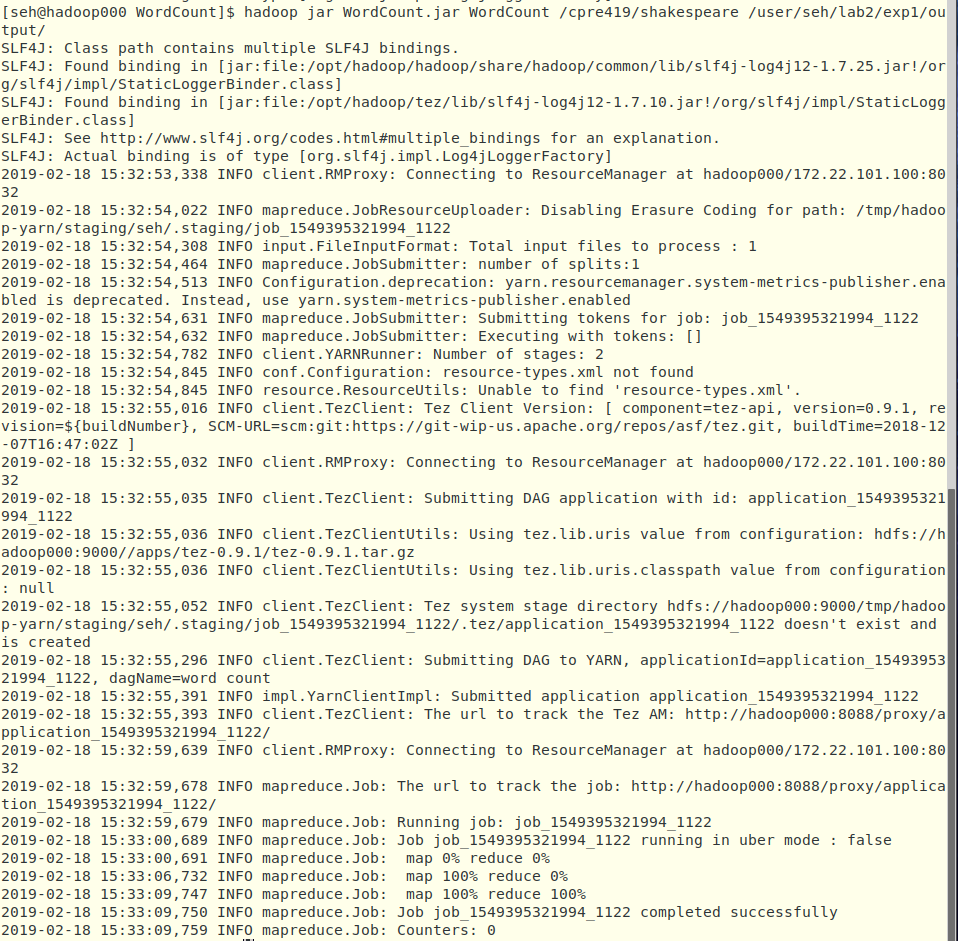 [seh@hadoop000 WordCount]$ hadoop jar WordCount.jar WordCount /cpre419/shakespeare /user/seh/lab2/exp1/ou
tput/
SLF4J: Class path contains multiple SLF4J bindings.
SLF4J: Found binding in [jar:file:/opt/hadoop/hadoop/share/hadoop/common/lib/slf4j-log4j12-1.7.25.jar!/or
g/slf4j/impl/StaticLoggerBinder.class]
SLF4J: Found binding in [jar:file:/opt/hadoop/tez/lib/slf4j-log4j12-1.7.10.jar!/org/slf4j/impl/StaticLogg
erBinder.class]
SLF4J: See http://www.slf4j.org/codes.html#multiple_bindings for an explanation.
SLF4J: Actual binding is of type [org.slf4j.impl.Log4jLoggerFactory]
2019-02-18 15:32:53,338 INFO client.RMProxy: Connecting to ResourceManager at hadoop000/172.22.101.100:80
32
2019-02-18 15:32:54,022 INFO mapreduce.JobResourceUploader: Disabling Erasure Coding for path: /tmp/hadoo
p-yarn/staging/seh/.staging/job_1549395321994_1122
2019-02-18 15:32:54,308 INFO input.FileInputFormat: Total input files to process : 1
2019-02-18 15:32:54,464 INFO mapreduce.JobSubmitter: number of splits:1
2019-02-18 15:32:54,513 INFO Configuration.deprecation: yarn.resourcemanager.system-metrics-publisher.ena
bled is deprecated. Instead, use yarn.system-metrics-publisher.enabled
2019-02-18 15:32:54,631 INFO mapreduce.JobSubmitter: Submitting tokens for job: job_1549395321994_1122
2019-02-18 15:32:54,632 INFO mapreduce.JobSubmitter: Executing with tokens: []
2019-02-18 15:32:54,782 INFO client.YARNRunner: Number of stages: 2
2019-02-18 15:32:54,845 INFO conf.Configuration: resource-types.xml not found
2019-02-18 15:32:54,845 INFO resource.ResourceUtils: Unable to find 'resource-types.xml'.
2019-02-18 15:32:55,016 INFO client.TezClient: Tez Client Version: [ component=tez-api, version=0.9.1, re
vision=${buildNumber}, SCM-URL=scm:git:https://git-wip-us.apache.org/repos/asf/tez.git, buildTime=2018-12
-07T16:47:02Z ]
2019-02-18 15:32:55,032 INFO client.RMProxy: Connecting to ResourceManager at hadoop000/172.22.101.100:80
32
2019-02-18 15:32:55,035 INFO client.TezClient: Submitting DAG application with id: application_1549395321
994_1122
2019-02-18 15:32:55,036 INFO client.TezClientUtils: Using tez.lib.uris value from configuration: hdfs://h
adoop000:9000//apps/tez-0.9.1/tez-0.9.1.tar.gz
2019-02-18 15:32:55,036 INFO client.TezClientUtils: Using tez.lib.uris.classpath value from configuration
: null
2019-02-18 15:32:55,052 INFO client.TezClient: Tez system stage directory hdfs://hadoop000:9000/tmp/hadoo
p-yarn/staging/seh/.staging/job_1549395321994_1122/.tez/application_1549395321994_1122 doesn't exist and
is created
2019-02-18 15:32:55,296 INFO client.TezClient: Submitting DAG to YARN, applicationId=application_15493953
21994_1122, dagName=word count
2019-02-18 15:32:55,391 INFO impl.YarnClientImpl: Submitted application application_1549395321994_1122
2019-02-18 15:32:55,393 INFO client.TezClient: The url to track the Tez AM: http://hadoop000:8088/proxy/a
pplication_1549395321994_1122/
2019-02-18 15:32:59,639 INFO client.RMProxy: Connecting to ResourceManager at hadoop000/172.22.101.100:80
32
2019-02-18 15:32:59,678 INFO mapreduce.Job: The url to track the job: http://hadoop000:8088/proxy/applica
tion_1549395321994_1122/
2019-02-18 15:32:59,679 INFO mapreduce.Job: Running job: job_1549395321994_1122
2019-02-18 15:33:00,689 INFO mapreduce.Job: Job job_1549395321994_1122 running in uber mode : false
2019-02-18 15:33:00,691 INFO mapreduce.Job:  map 0% reduce 0%
2019-02-18 15:33:06,732 INFO mapreduce.Job:  map 100% reduce 0%
2019-02-18 15:33:09,747 INFO mapreduce.Job:  map 100% reduce 100%
2019-02-18 15:33:09,750 INFO mapreduce.Job: Job job_1549395321994_1122 completed successfully
2019-02-18 15:33:09,759 INFO mapreduce.Job: Counters: 0